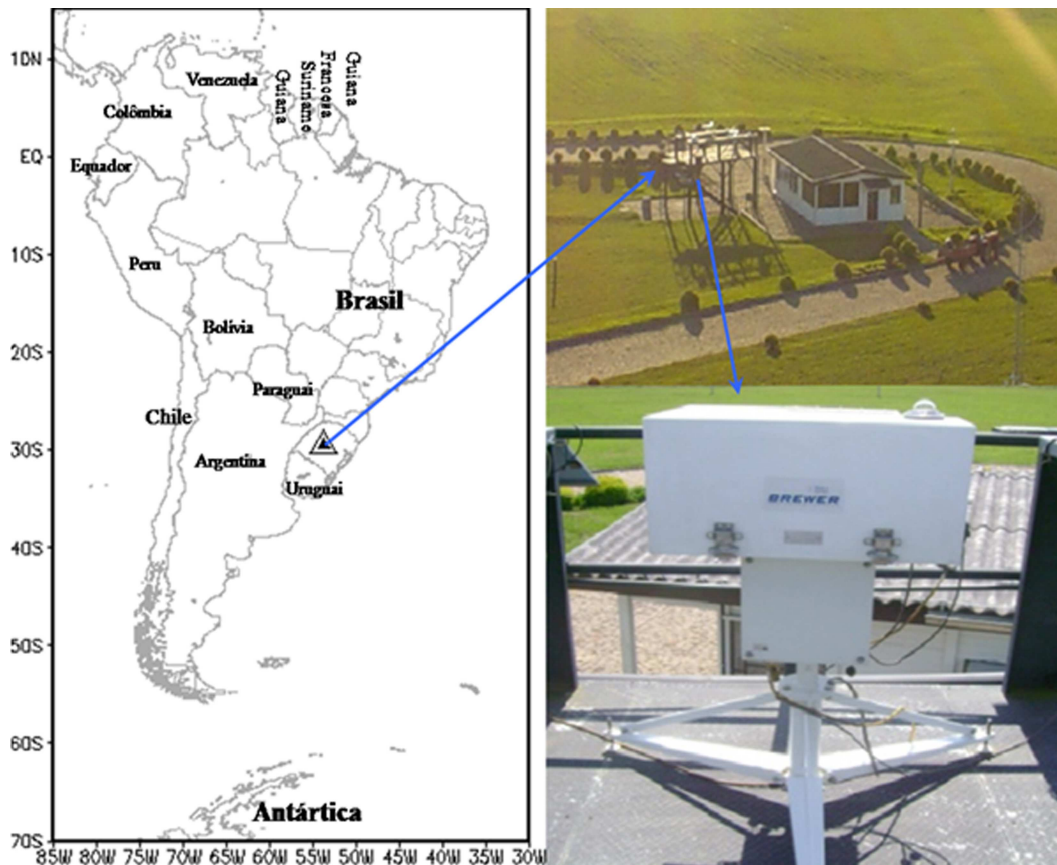 10N
EQ
10S
20S
30S
40S
50S
60S
70S
Venezuela
Guiana
Suriname
Francesa
Guiana
Colômbia
Equador
Peru
Brasil
Bolívia
Paraguai
Chile
Argentina
Uruguai
Antártica
85W 80W 75W 70W 65W 60W 55W 50W 45W 40W 35W 30W
BREWER